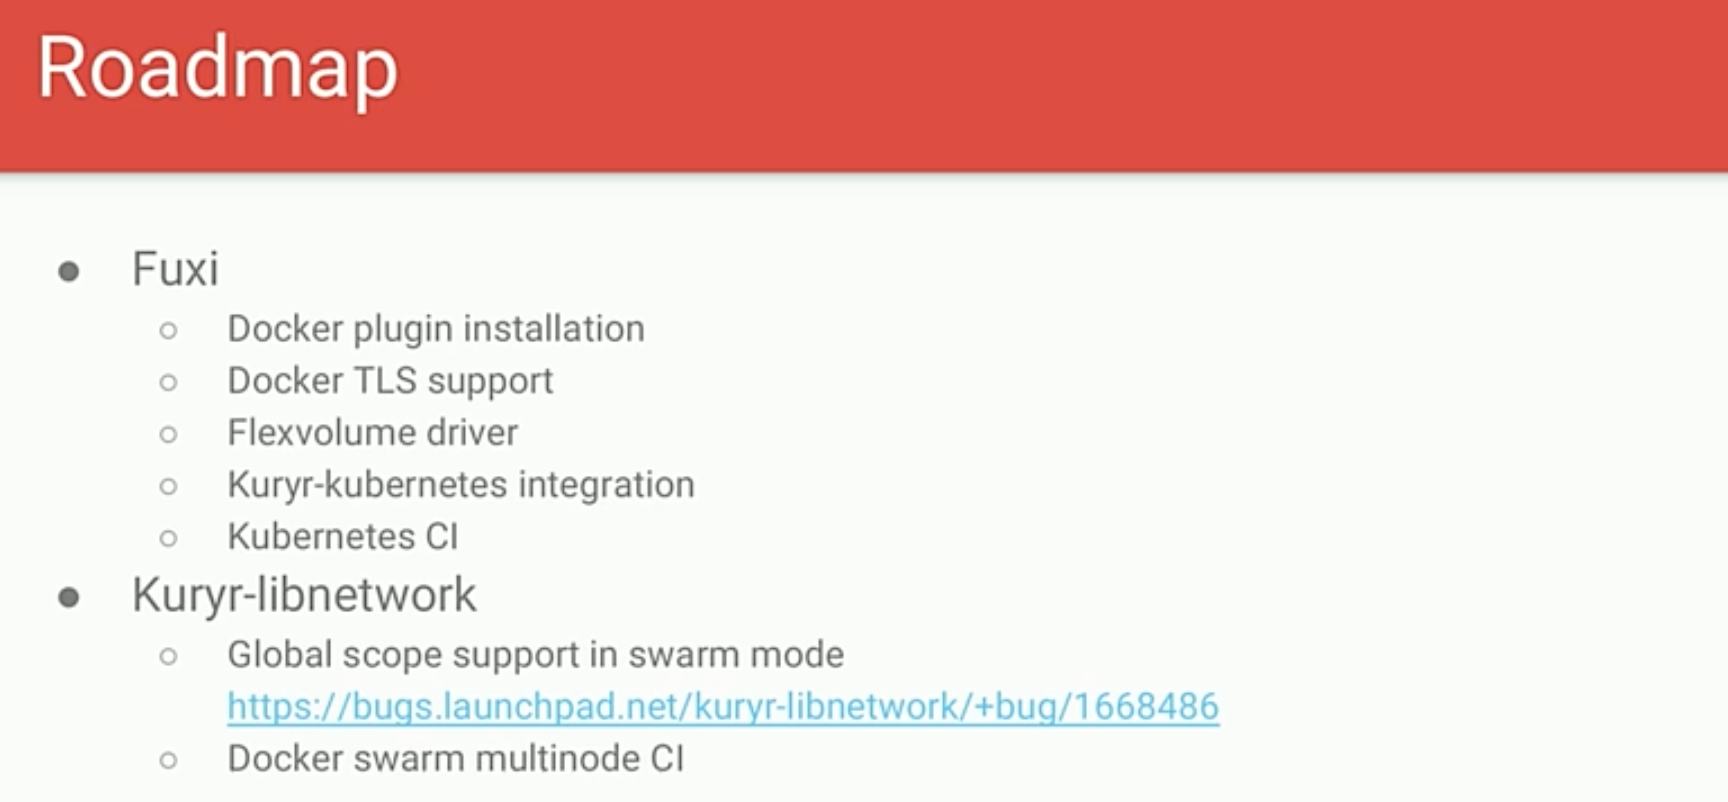 Roadmap
● Fuxi
○ Docker plugin installation
○ Docker TLS support
○ Flexvolume driver
○ Kuryr-kubernetes integration
○ Kubernetes CI
● Kuryr-libnetwork
○ Global scope support in swarm mode
https://bugs.launchpad.net/kuryr-libnetwork/+bug/1668486
○ Docker swarm multinode CI